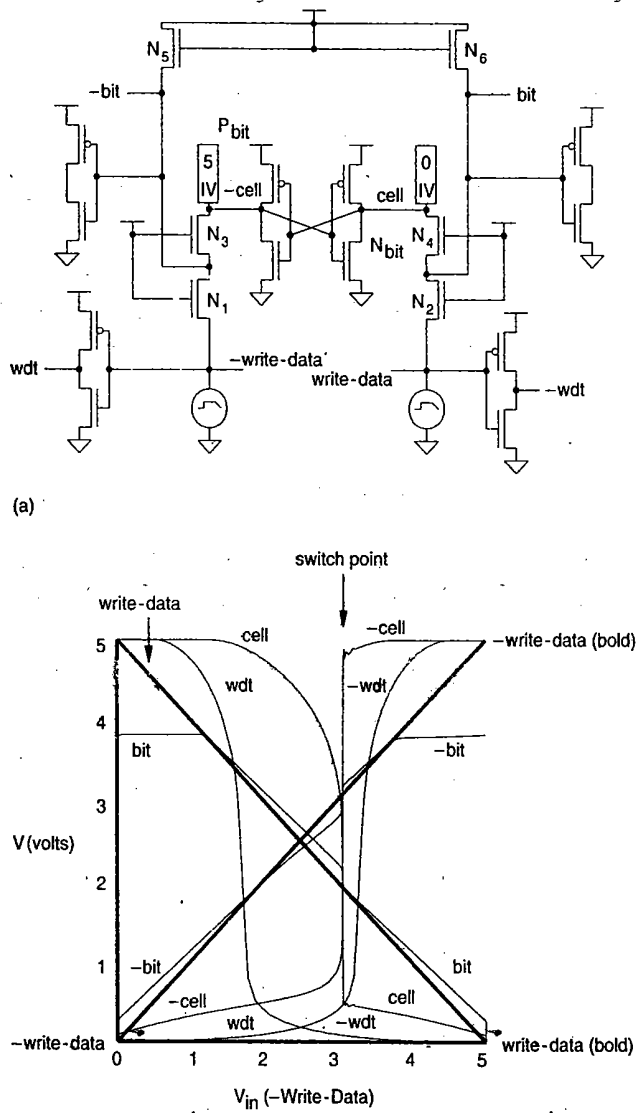 N5
N6
-bit
bit
Pbit
5
IV
-cell
cell
0
IV
N3
Nbit
N4
N1
N2
wdt
-write-data
write-data
-wdt
(a)
switch point
write-data
cell
-cell
-write-data (bold)
5
wdt
-wdt
4
bit
-bit
3
V (volts)
2
1
-bit
bit
-cell
cell
wdt
-wdt
-write-data
0
1
2
3
4
5
write-data (bold)
Vin (-Write-Data)